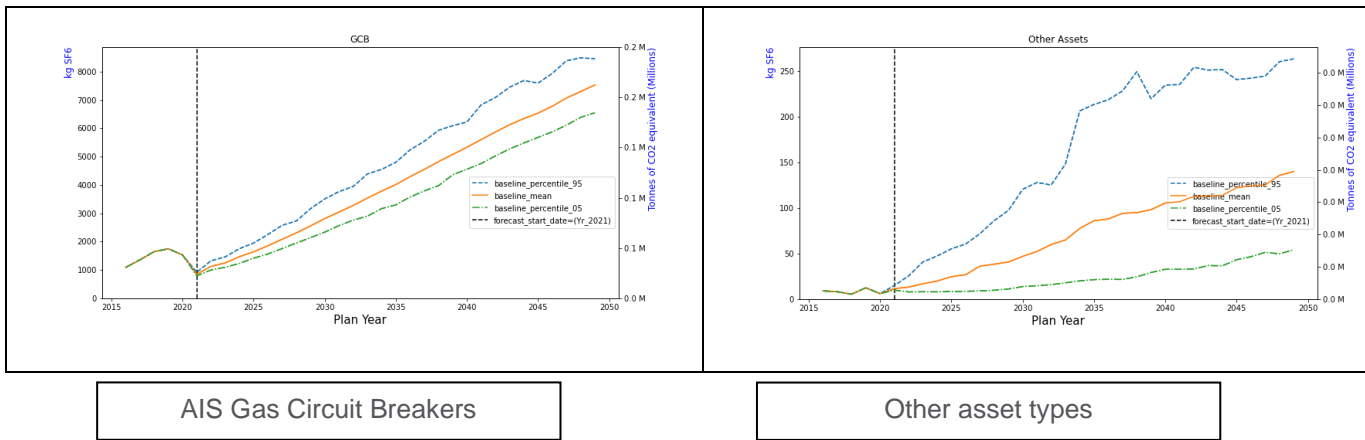 GCB
kg SF6
8000
7000
6000
5000
4000
3000
2000
1000
0
0.2 M
0.2 M
0.1 M
0.1 M
0.1 M
0.0 M
Tonnes of CO2 equivalent (Millions)
baseline_percentile_95
baseline_mean
baseline_percentile_05
forecast_start_date=(Yr_2021)
2015 2020 2025 2030 2035 2040 2045 2050
Plan Year
AIS Gas Circuit Breakers
Other Assets
kg SF6
250
200
150
100
50
0
0.0 M
0.0 M
0.0 M
0.0 M
0.0 M
0.0 M
0.0 M
0.0 M
Tonnes of CO2 equivalent (Millions)
baseline_percentile_95
baseline_mean
baseline_percentile_05
forecast_start_date=(Yr_2021)
2015 2020 2025 2030 2035 2040 2045 2050
Plan Year
Other asset types